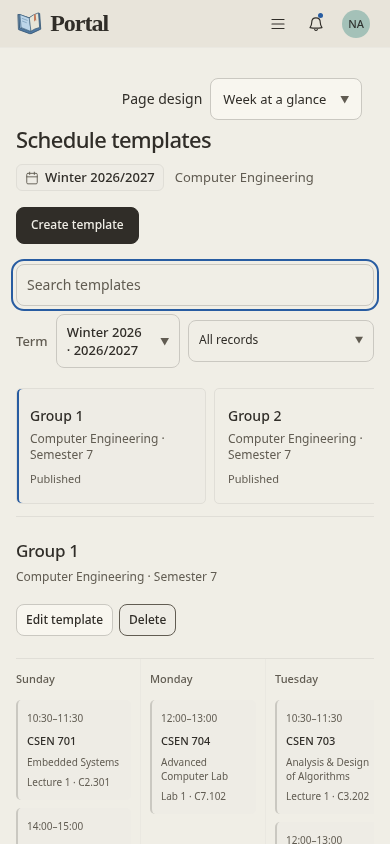 Portal
NA
Page design
Week at a glance
Schedule templates
Winter 2026/2027
Computer Engineering
Create template
Search templates
Term
Winter 2026
· 2026/2027
All records
Group 1
Computer Engineering ·
Semester 7
Published
Group 2
Computer Engineering ·
Semester 7
Published
Group 1
Computer Engineering · Semester 7
Edit template
Delete
Sunday
Monday
Tuesday
10:30–11:30
CSEN 701
Embedded Systems
Lecture 1 · C2.301
14:00–15:00
12:00–13:00
CSEN 704
Advanced
Computer Lab
Lab 1 · C7.102
10:30–11:30
CSEN 703
Analysis & Design
of Algorithms
Lecture 1 · C3.202
12:00–13:00